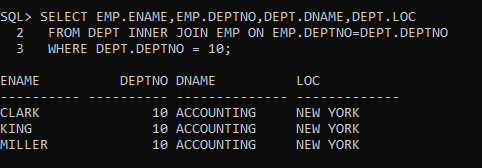 SQL> SELECT EMP.ENAME,EMP.DEPTNO,DEPT.DNAME,DEPT.LOC
  2  FROM DEPT INNER JOIN EMP ON EMP.DEPTNO=DEPT.DEPTNO
  3  WHERE DEPT.DEPTNO = 10;

ENAME          DEPTNO DNAME          LOC
---------- ---------- -------------- -------------
CLARK              10 ACCOUNTING     NEW YORK
KING               10 ACCOUNTING     NEW YORK
MILLER             10 ACCOUNTING     NEW YORK